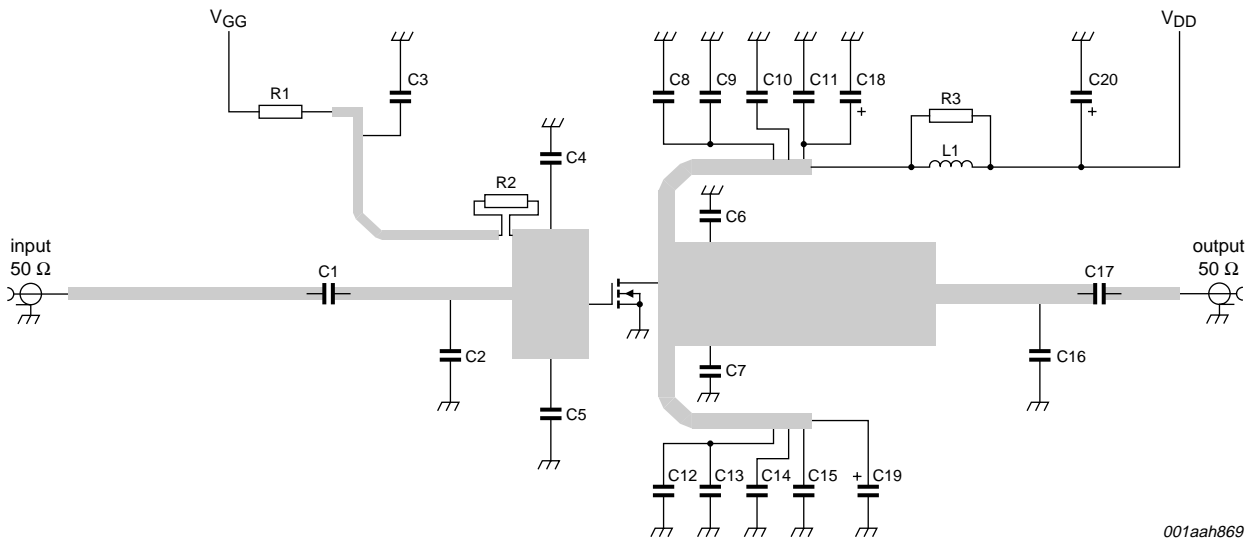 VGG
VDD
C3
C8
C9
C10
C11
C18
C20
R1
R3
+
+
C4
L1
R2
C6
input
50 Ω
output
50 Ω
C1
C17
C2
C7
C16
C5
C12
C13
C14
C15
+
C19
001aah869